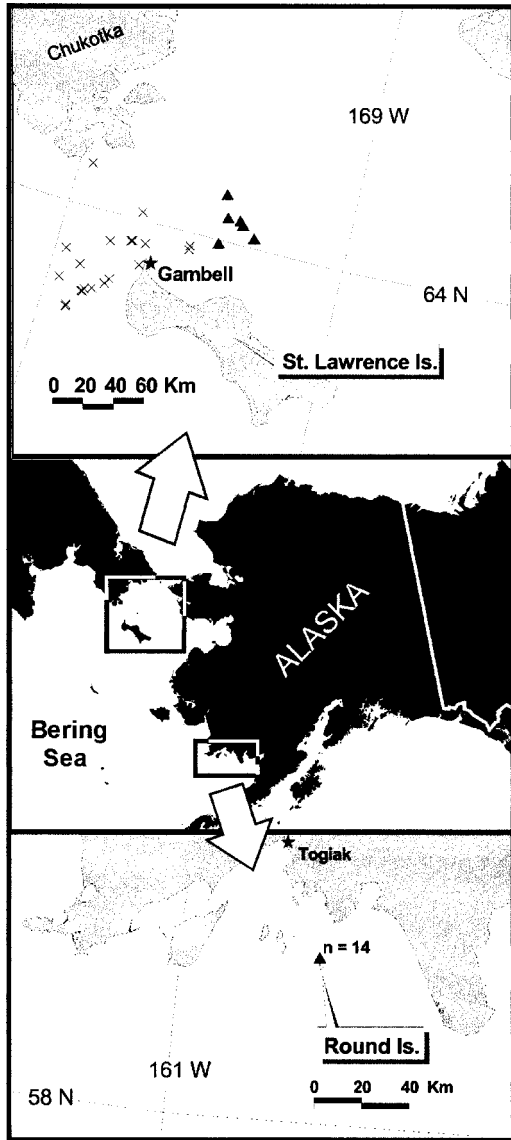 Chukotka
169 W
Gambell
64 N
St. Lawrence Is.
0 20 40 60 Km
ALASKA
Bering
Sea
Togiak
n = 14
Round Is.
161 W
58 N
0 20 40 Km